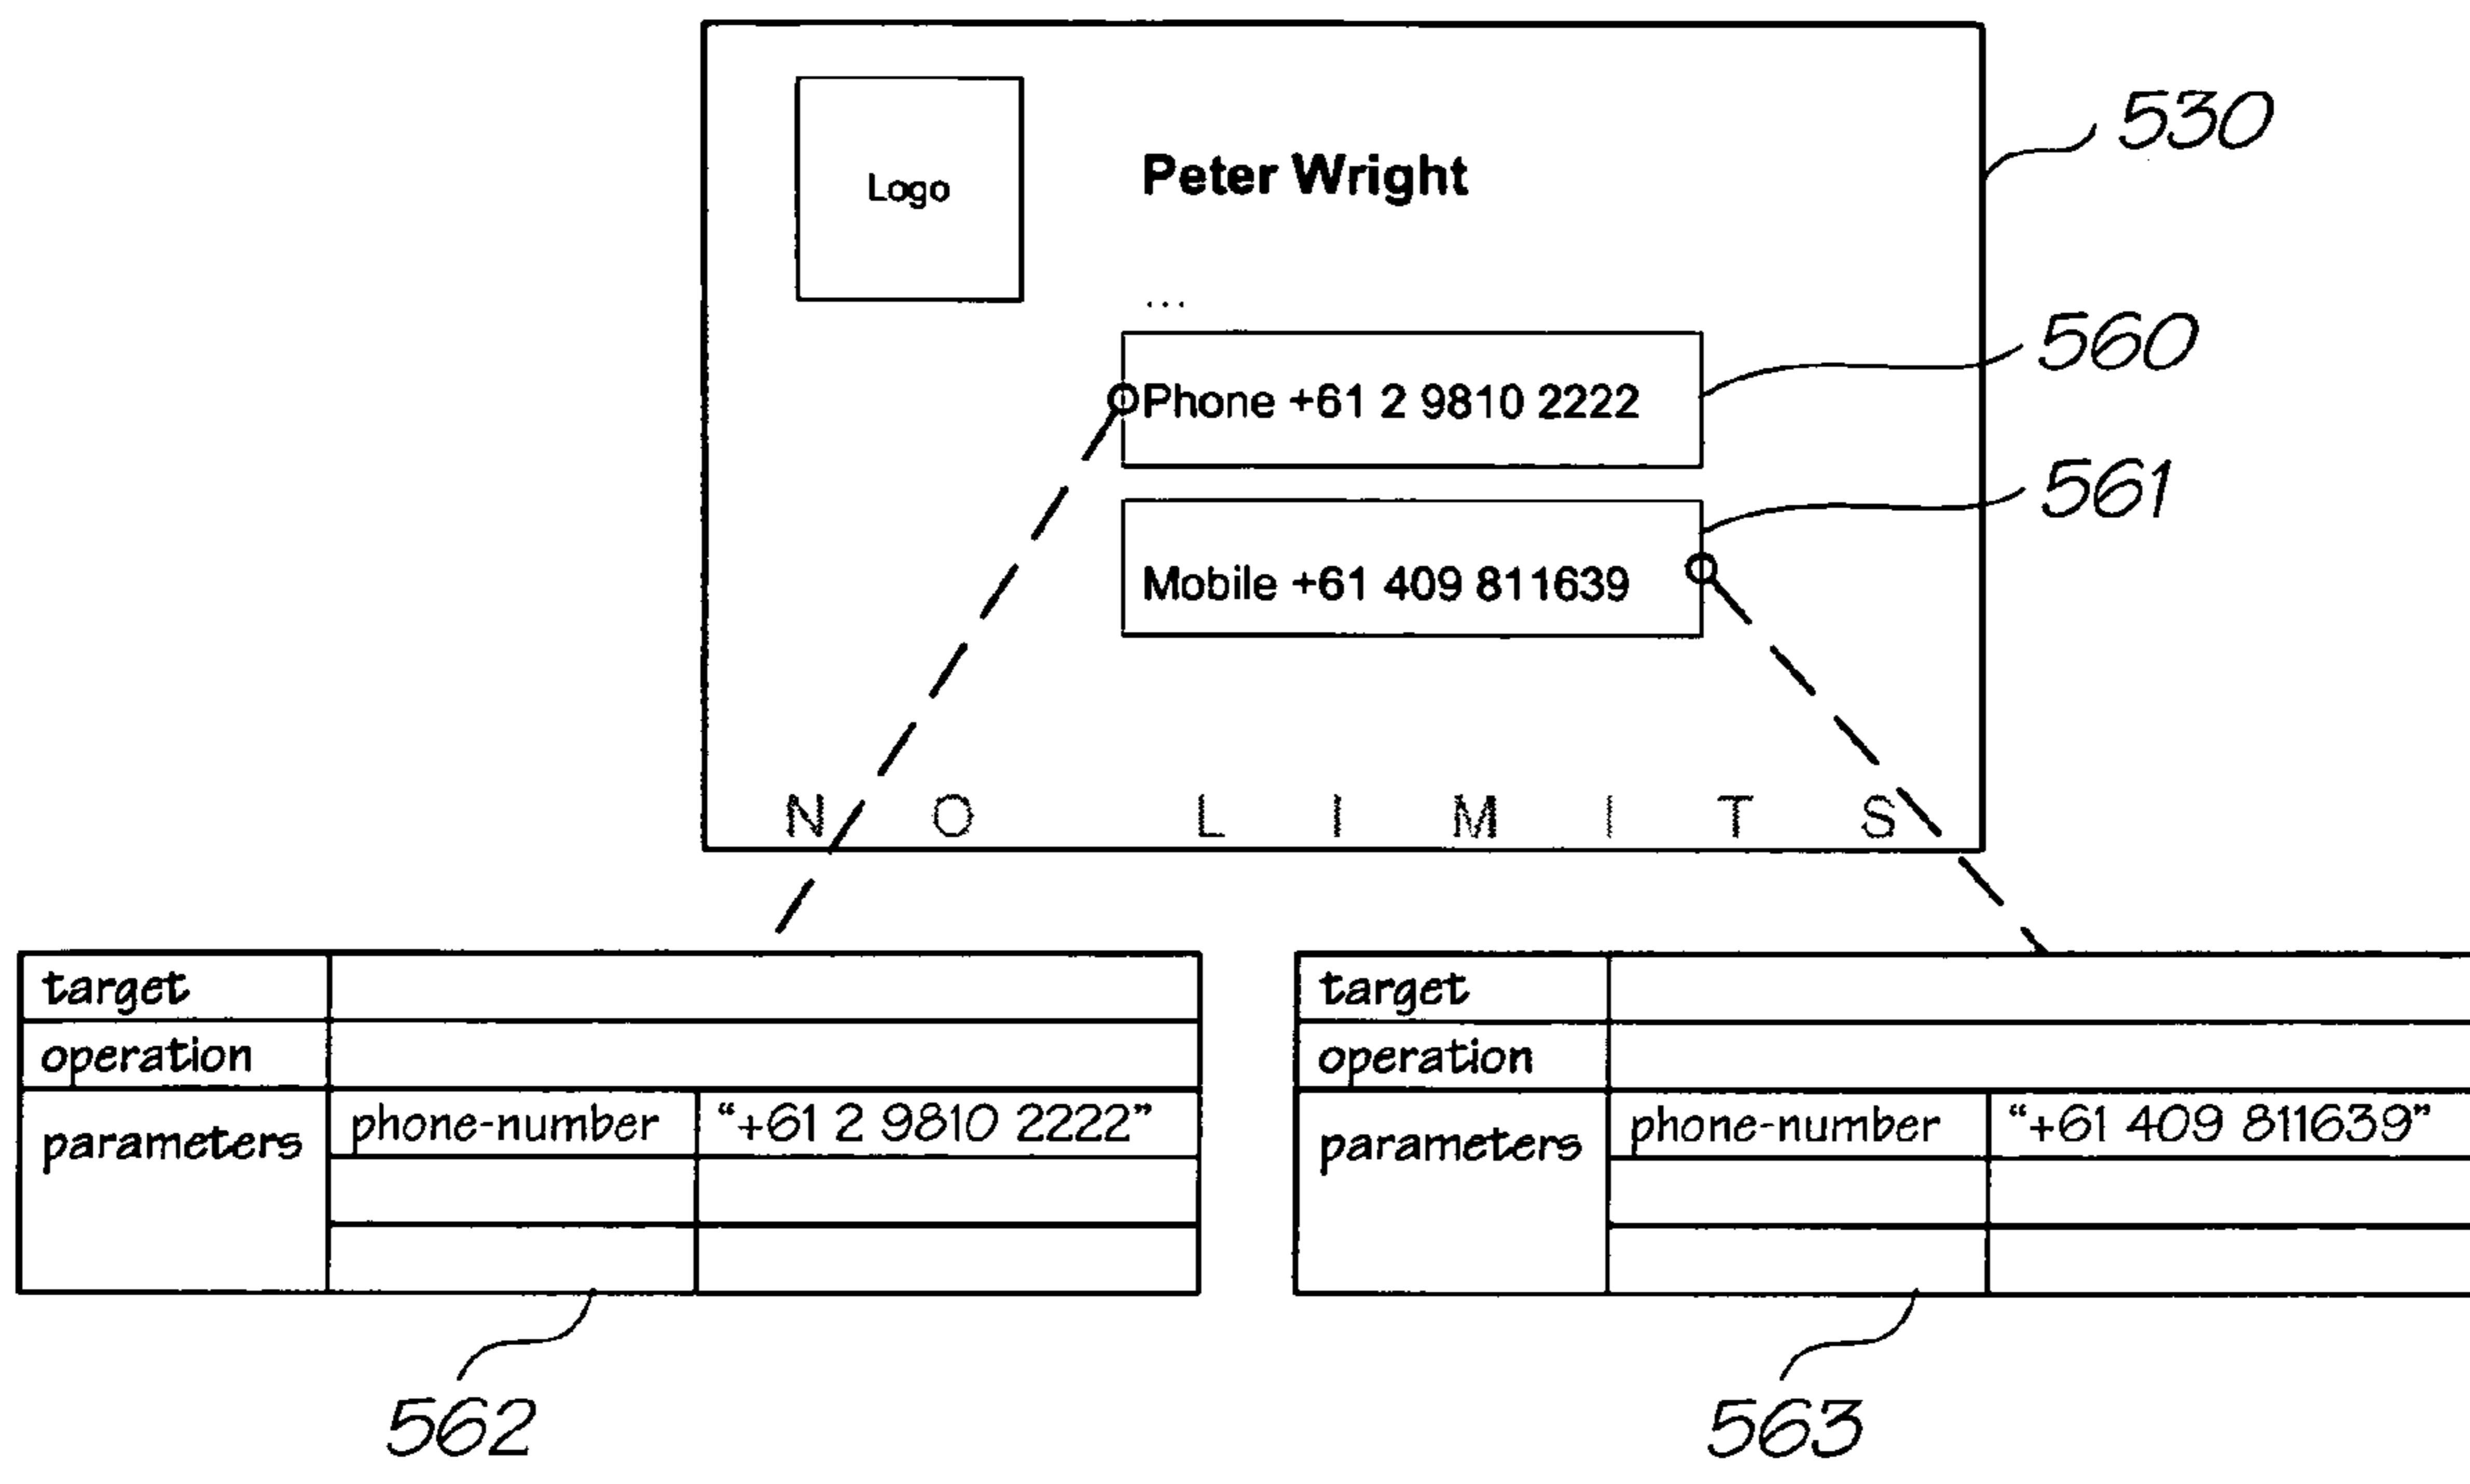 530
Logo
Peter Wright
...
560
Phone +61 2 9810 2222
561
Mobile +61 409 811639
N O L I M I T S
target
operation
parameters phone-number “+61 2 9810 2222”
562
target
operation
parameters phone-number “+61 409 811639”
563